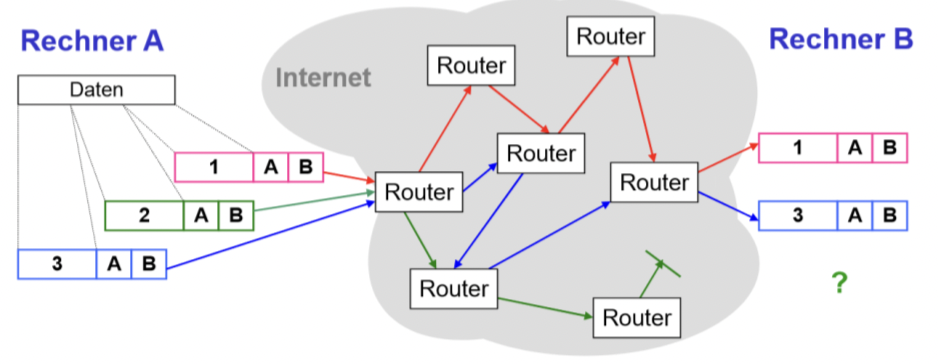 Rechner A
Rechner B
Internet
Daten
Router
Router
Router
Router
Router
Router
Router
1 A B
2 A B
3 A B
1 A B
3 A B
?